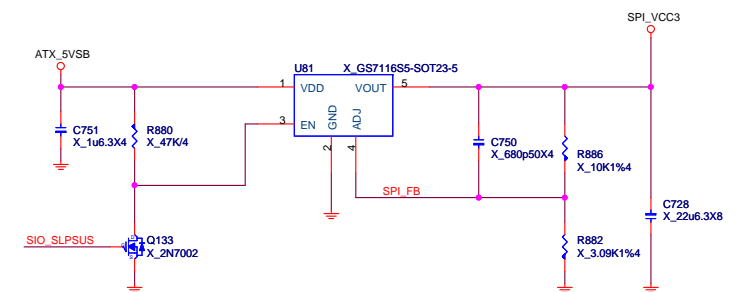 SPI_VCC3
ATX_5VSB
U81 X_GS7116S5-SOT23-5
1 VDD VOUT 5
3 EN GND ADJ
2 4
C751
X_1u6.3X4
R880
X_47K/4
C750
X_680p50X4
R886
X_10K1%4
SPI_FB
C728
X_22u6.3X8
SIO_SLPSUS
G D S
Q133
X_2N7002
R882
X_3.09K1%4